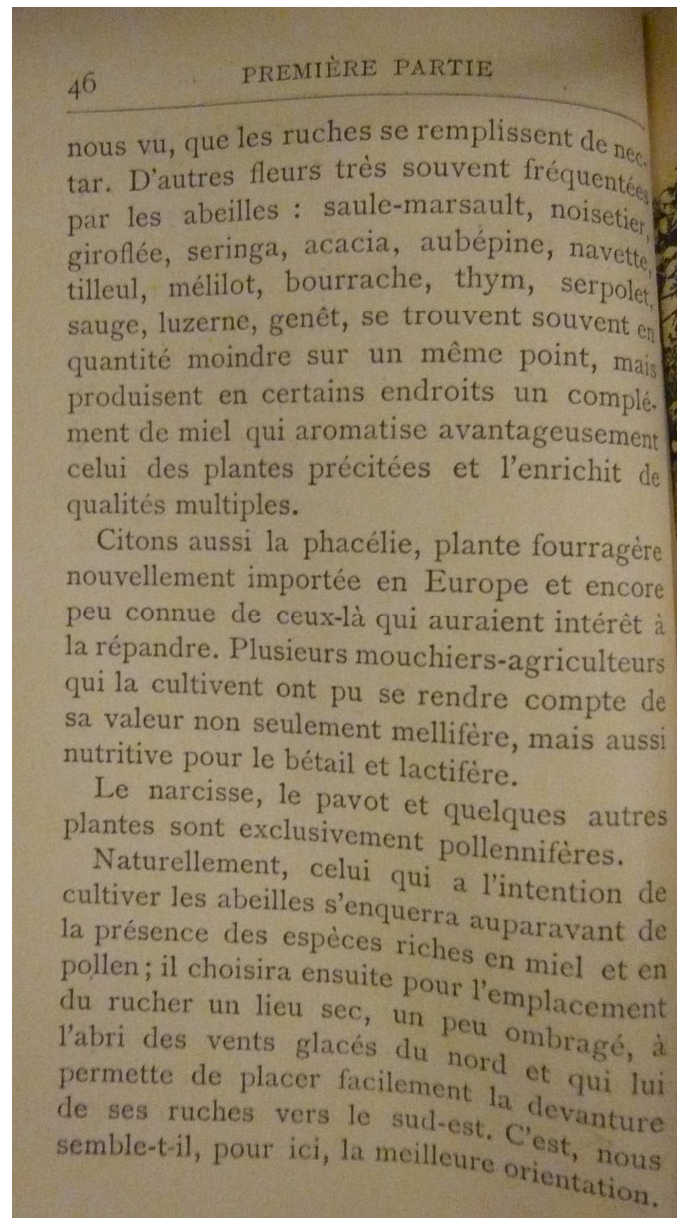 46
PREMIÈRE PARTIE
nous vu, que les ruches se remplissent de nec-
tar. D'autres fleurs très souvent fréquentées
par les abeilles : saule-marsault, noisetier,
giroflée, seringa, acacia, aubépine, navette,
tilleul, mélilot, bourrache, thym, serpolet,
sauge, luzerne, genêt, se trouvent souvent en
quantité moindre sur un même point, mais
produisent en certains endroits un complé-
ment de miel qui aromatise avantageusement
celui des plantes précitées et l'enrichit de
qualités multiples.
Citons aussi la phacélie, plante fourragère
nouvellement importée en Europe et encore
peu connue de ceux-là qui auraient intérêt à
la répandre. Plusieurs mouchiers-agriculteurs
qui la cultivent ont pu se rendre compte de
sa valeur non seulement mellifère, mais aussi
nutritive pour le bétail et lactifère.
Le narcisse, le pavot et quelques autres
plantes sont exclusivement pollennifères.
Naturellement, celui qui a l'intention de
cultiver les abeilles s'enquerra auparavant de
la présence des espèces riches en miel et en
pollen ; il choisira ensuite pour l'emplacement
du rucher un lieu sec, un peu ombragé, à
l'abri des vents glacés du nord et qui lui
permette de placer facilement la devanture
de ses ruches vers le sud-est. C'est, nous
semble-t-il, pour ici, la meilleure orientation.